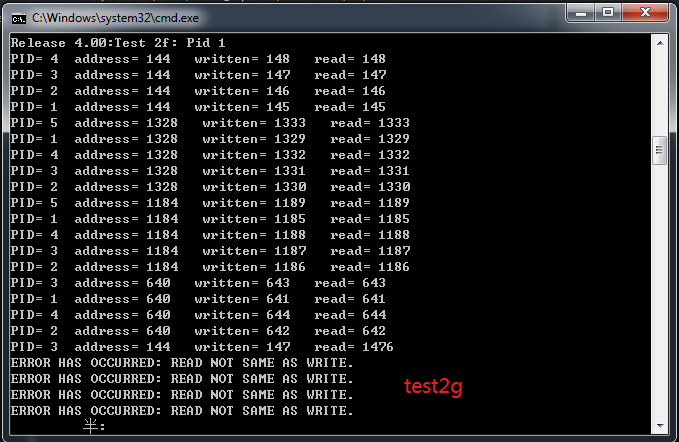 C:\Windows\system32\cmd.exe
Release 4.00:Test 2f: Pid 1
PID= 4 address= 144 written= 148 read= 148
PID= 3 address= 144 written= 147 read= 147
PID= 2 address= 144 written= 146 read= 146
PID= 1 address= 144 written= 145 read= 145
PID= 5 address= 1328 written= 1333 read= 1333
PID= 1 address= 1328 written= 1329 read= 1329
PID= 4 address= 1328 written= 1332 read= 1332
PID= 3 address= 1328 written= 1331 read= 1331
PID= 2 address= 1328 written= 1330 read= 1330
PID= 5 address= 1184 written= 1189 read= 1189
PID= 1 address= 1184 written= 1185 read= 1185
PID= 4 address= 1184 written= 1188 read= 1188
PID= 3 address= 1184 written= 1187 read= 1187
PID= 2 address= 1184 written= 1186 read= 1186
PID= 3 address= 640 written= 643 read= 643
PID= 1 address= 640 written= 641 read= 641
PID= 4 address= 640 written= 644 read= 644
PID= 2 address= 640 written= 642 read= 642
PID= 3 address= 144 written= 147 read= 1476
ERROR HAS OCCURRED: READ NOT SAME AS WRITE.
ERROR HAS OCCURRED: READ NOT SAME AS WRITE.
ERROR HAS OCCURRED: READ NOT SAME AS WRITE.
ERROR HAS OCCURRED: READ NOT SAME AS WRITE.
test2g
半: